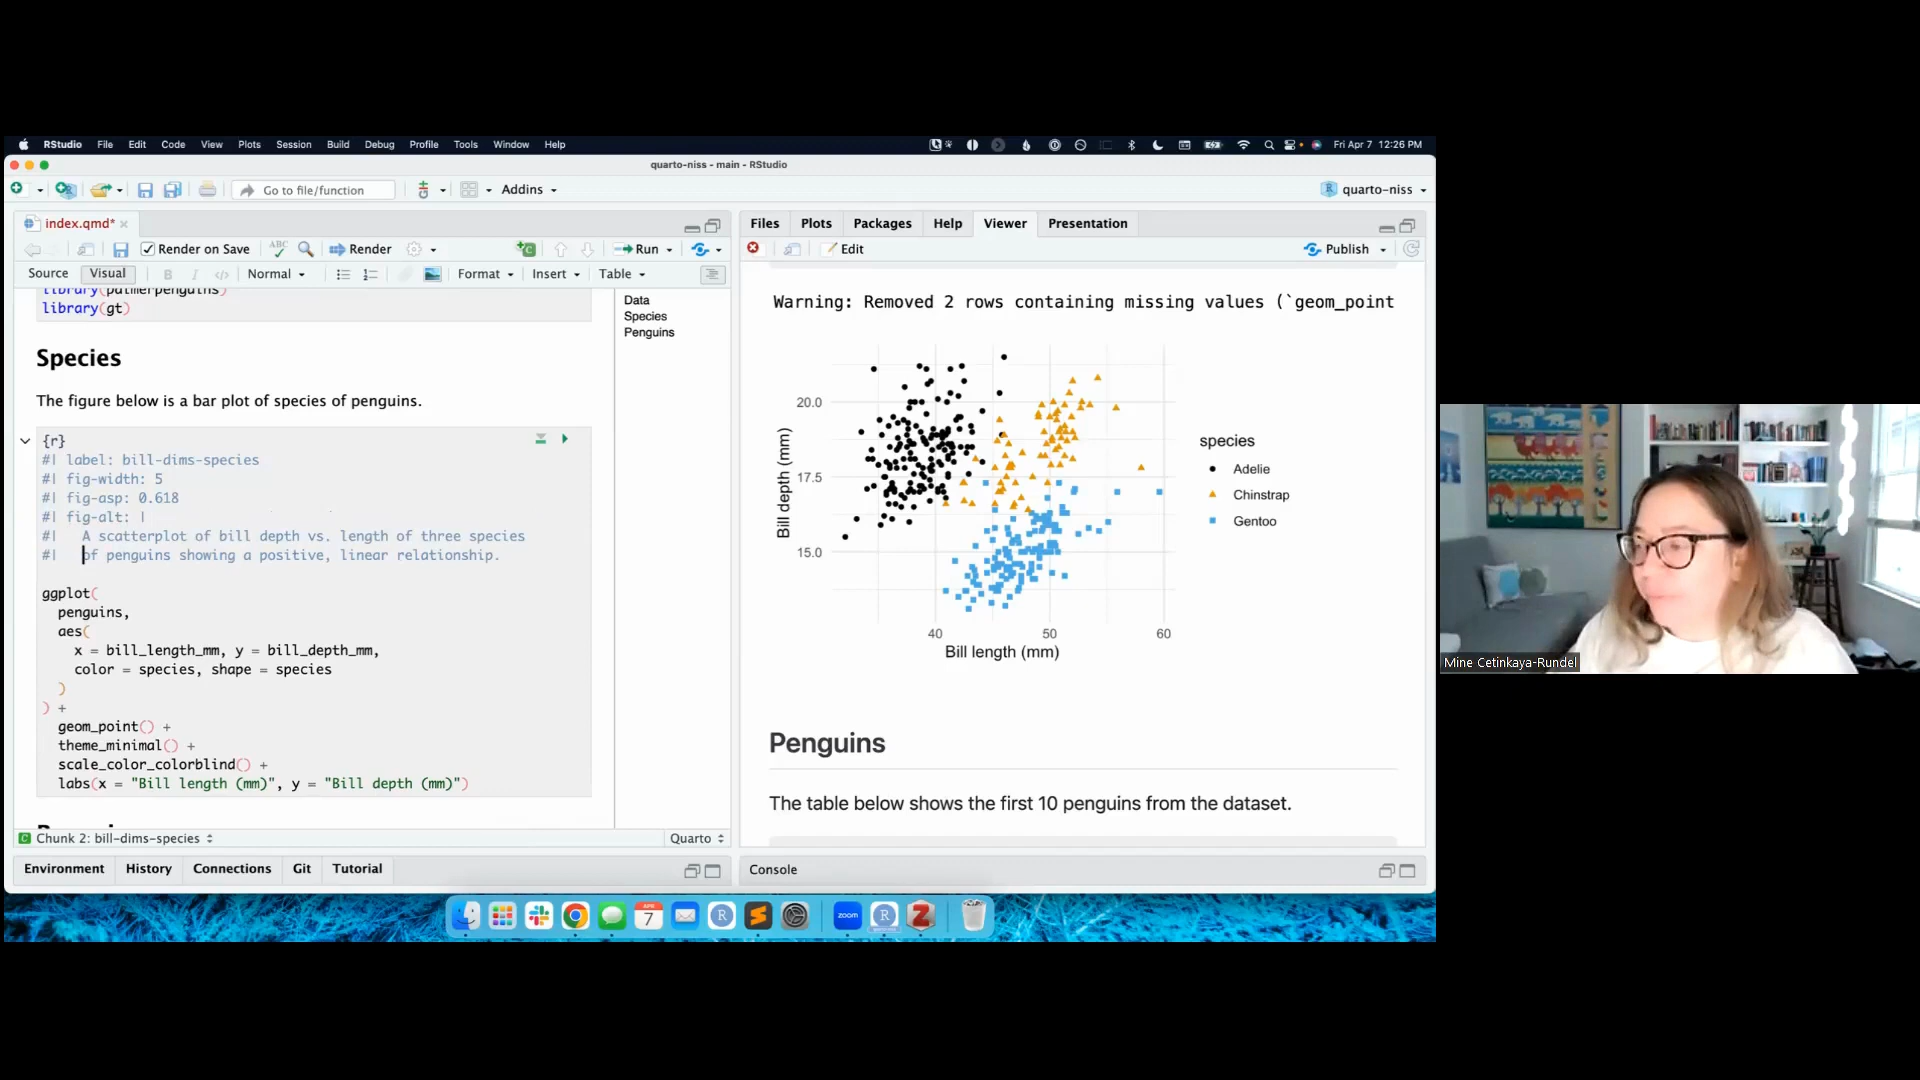 RStudio File Edit Code View Plots Session Build Debug Profile Tools Window Help Fri Apr 7 12:26 PM
quarto-niss - main - RStudio
Go to file/function Addins quarto-niss
index.qmd*
Render on Save ABC Render Run
Source Visual B I </> Normal Format Insert Table
library(palmerpenguins)
library(gt)
Data
Species
Penguins
Species
The figure below is a bar plot of species of penguins.
{r}
#| label: bill-dims-species
#| fig-width: 5
#| fig-asp: 0.618
#| fig-alt: |
#|   A scatterplot of bill depth vs. length of three species
#|   of penguins showing a positive, linear relationship.
ggplot(
  penguins,
  aes(
    x = bill_length_mm, y = bill_depth_mm,
    color = species, shape = species
  )
) +
  geom_point() +
  theme_minimal() +
  scale_color_colorblind() +
  labs(x = "Bill length (mm)", y = "Bill depth (mm)")
Chunk 2: bill-dims-species Quarto
Environment History Connections Git Tutorial
Files Plots Packages Help Viewer Presentation
Edit Publish
Warning: Removed 2 rows containing missing values (`geom_point
20.0
17.5
15.0
Bill depth (mm)
40 50 60
Bill length (mm)
species
Adelie
Chinstrap
Gentoo
Penguins
The table below shows the first 10 penguins from the dataset.
Console
APR
7
R
zoom
R
Z
Mine Cetinkaya-Rundel